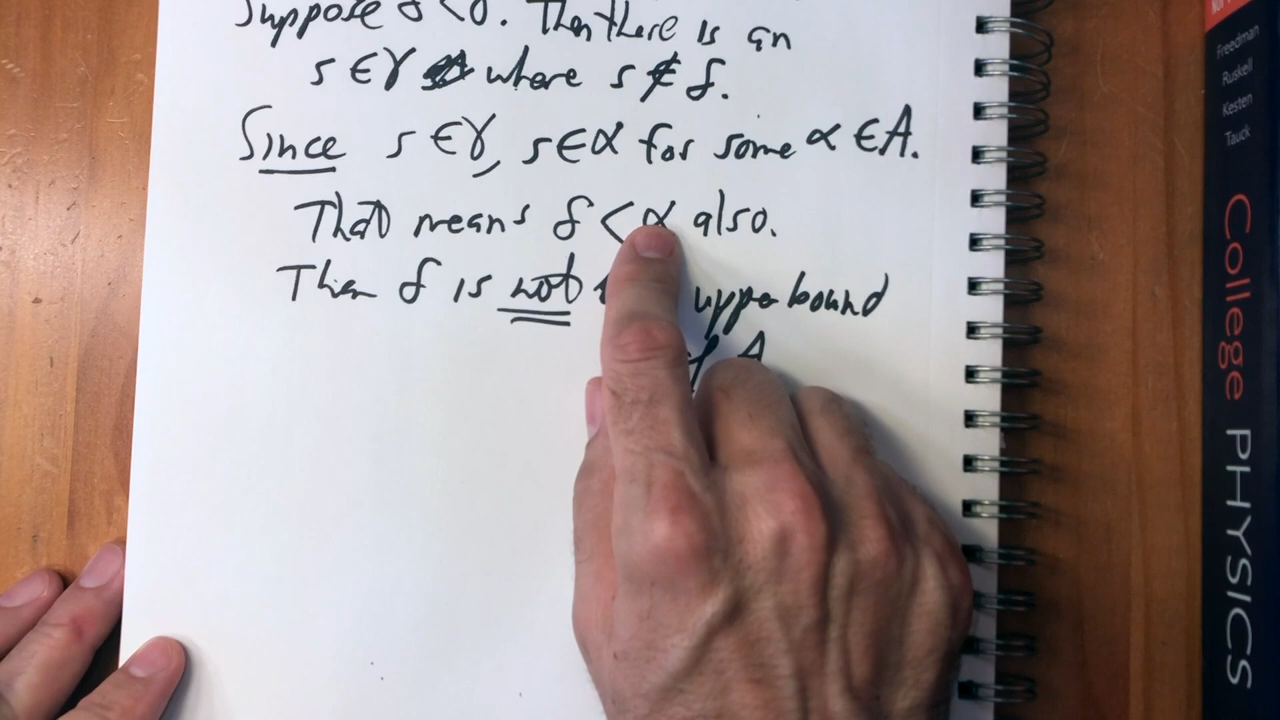 Suppose δ < γ. Then there is an
s ∈ γ where s ∉ δ.
Since s ∈ γ, s ∈ α for some α ∈ A.
That means δ < α also.
Then δ is not upper bound
of A
Freedman
Ruskell
Kesten
Tauck
College PHYSICS